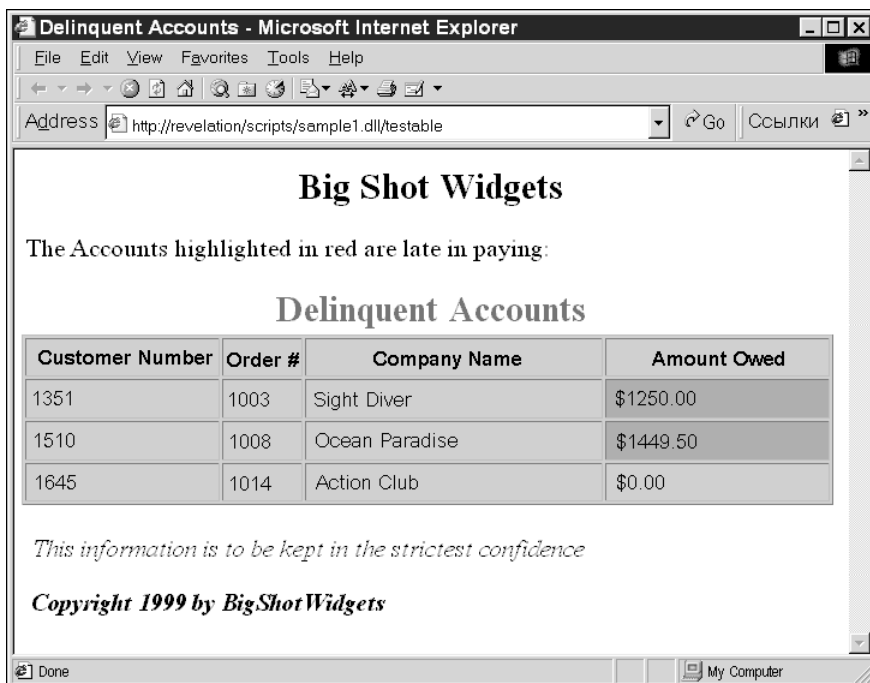 Delinquent Accounts - Microsoft Internet Explorer
File Edit View Favorites Tools Help
Address http://revelation/scripts/sample1.dll/testable Go Ссылки »
Big Shot Widgets
The Accounts highlighted in red are late in paying:
Delinquent Accounts
Customer Number Order # Company Name Amount Owed
1351 1003 Sight Diver $1250.00
1510 1008 Ocean Paradise $1449.50
1645 1014 Action Club $0.00
This information is to be kept in the strictest confidence
Copyright 1999 by BigShotWidgets
Done My Computer